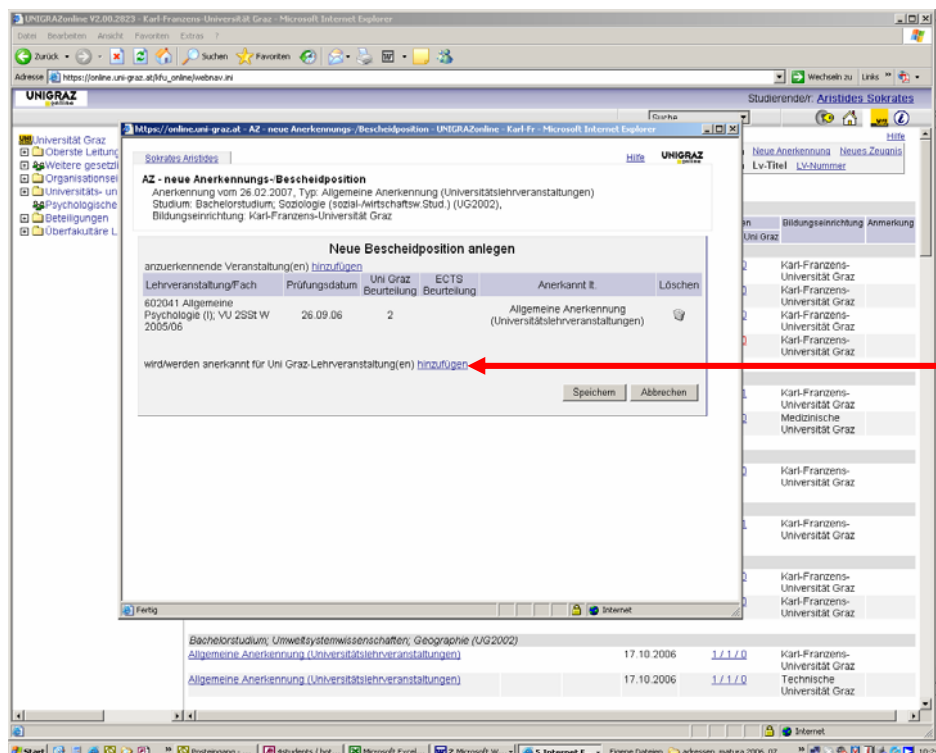 UNIGRAZonline V2.00.2823 - Karl-Franzens-Universität Graz - Microsoft Internet Explorer
Datei Bearbeiten Ansicht Favoriten Extras ?
Zurück Suchen Favoriten
Adresse https://online.uni-graz.at/kfu_online/webnav.ini Wechseln zu Links
UNIGRAZ online Studierende/r: Aristides Sokrates
Suche
Hilfe
Universität Graz
Oberste Leitung
Weitere gesetzli
Organisationsei
Universitäts- un
Psychologische
Beteiligungen
Überfakultäre L
Neue Anerkennung Neues Zeugnis
Lv-Titel LV-Nummer
Bildungseinrichtung Anmerkung
Uni Graz
https://online.uni-graz.at - AZ - neue Anerkennungs-/Bescheidposition - UNIGRAZonline - Karl-Fr - Microsoft Internet Explorer
Sokrates Aristides Hilfe UNIGRAZ online
AZ - neue Anerkennungs-/Bescheidposition
Anerkennung vom 26.02.2007, Typ: Allgemeine Anerkennung (Universitätslehrveranstaltungen)
Studium: Bachelorstudium; Soziologie (sozial-/wirtschaftsw.Stud.) (UG2002),
Bildungseinrichtung: Karl-Franzens-Universität Graz
Neue Bescheidposition anlegen
anzuerkennende Veranstaltung(en) hinzufügen
Lehrveranstaltung/Fach Prüfungsdatum Uni Graz Beurteilung ECTS Beurteilung Anerkannt lt. Löschen
602041 Allgemeine
Psychologie (I); VU 2SSt W
2005/06
26.09.06 2
Allgemeine Anerkennung
(Universitätslehrveranstaltungen)
wird/werden anerkannt für Uni Graz-Lehrveranstaltung(en) hinzufügen
Speichern Abbrechen
Fertig Internet
Karl-Franzens-
Universität Graz
Karl-Franzens-
Universität Graz
Karl-Franzens-
Universität Graz
Karl-Franzens-
Universität Graz
Karl-Franzens-
Universität Graz
Medizinische
Universität Graz
Karl-Franzens-
Universität Graz
Karl-Franzens-
Universität Graz
Karl-Franzens-
Universität Graz
Karl-Franzens-
Universität Graz
Bachelorstudium; Umweltsystemwissenschaften; Geographie (UG2002)
Allgemeine Anerkennung (Universitätslehrveranstaltungen) 17.10.2006 1 / 1 / 0 Karl-Franzens-
Universität Graz
Allgemeine Anerkennung (Universitätslehrveranstaltungen) 17.10.2006 1 / 1 / 0 Technische
Universität Graz
Internet
Start